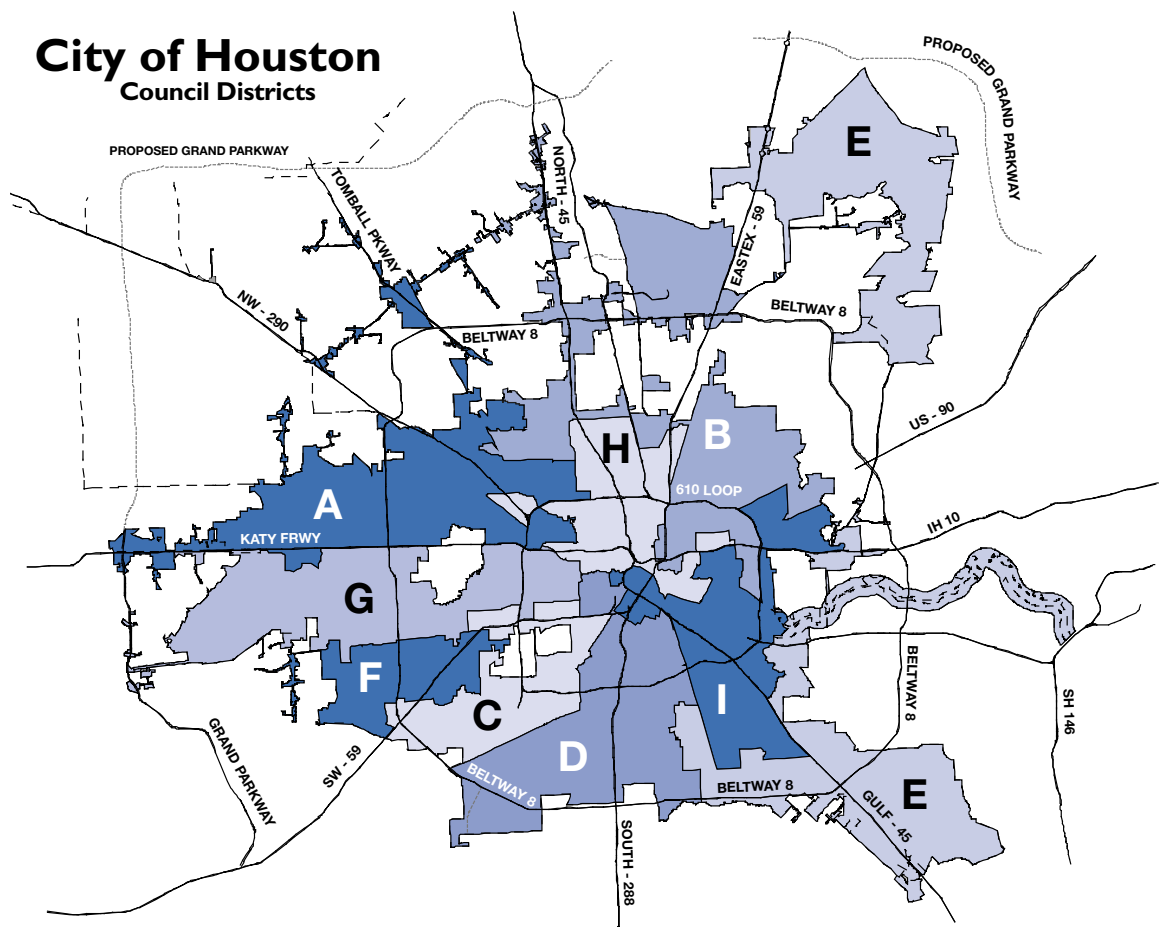 City of Houston
Council Districts
PROPOSED GRAND PARKWAY
PROPOSED GRAND PARKWAY
E
TOMBALL PKWAY
NORTH - 45
EASTEX - 59
NW - 290
BELTWAY 8
BELTWAY 8
US - 90
H
B
A
610 LOOP
KATY FRWY
IH 10
G
F
C
I
D
BELTWAY 8
SH 146
GRAND PARKWAY
SW - 59
BELTWAY 8
BELTWAY 8
E
GULF - 45
SOUTH - 288